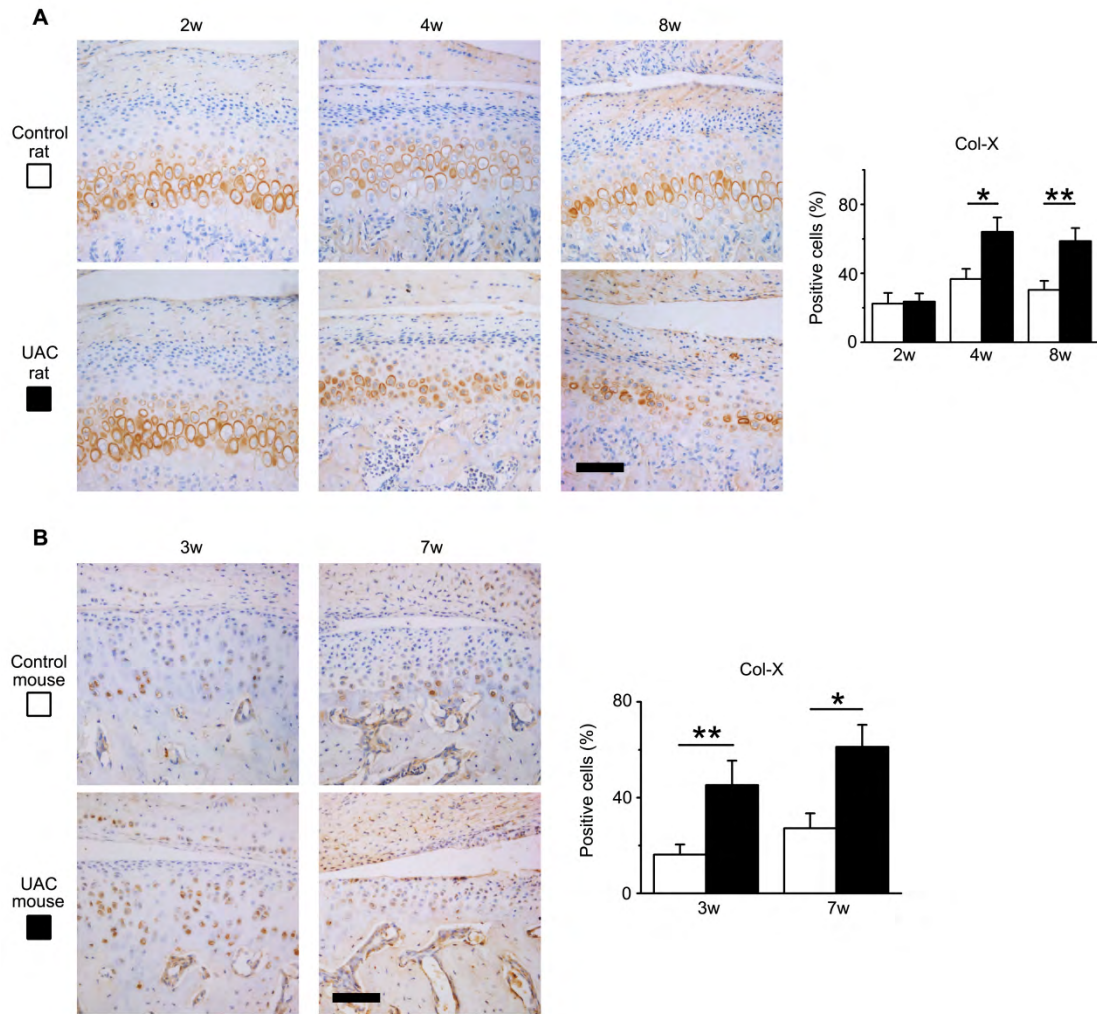 A
2w
4w
8w
Control
rat
UAC
rat
Col-X
Positive cells (%)
80
40
0
*
**
2w
4w
8w
B
3w
7w
Control
mouse
UAC
mouse
Col-X
Positive cells (%)
80
40
0
**
*
3w
7w